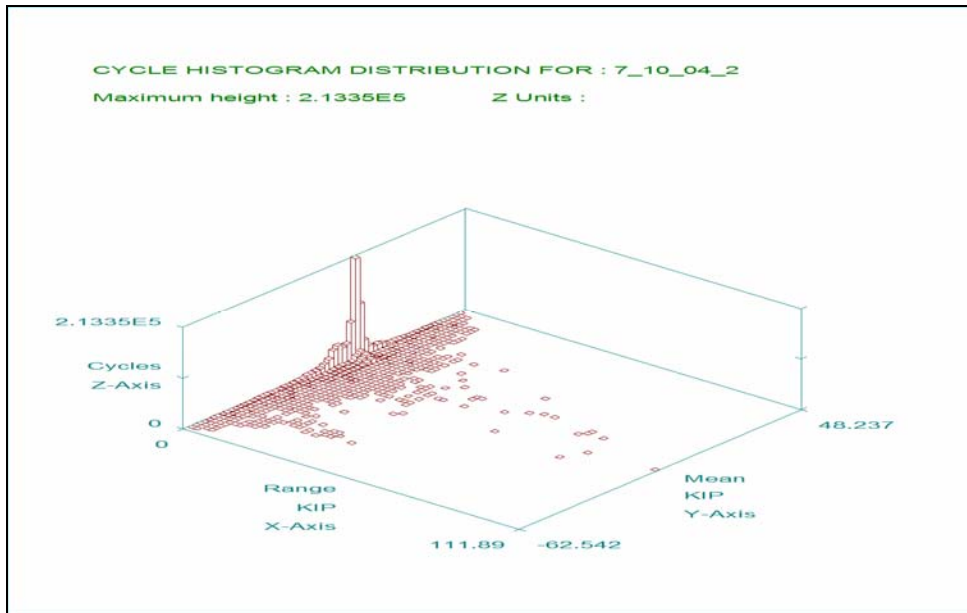 CYCLE HISTOGRAM DISTRIBUTION FOR : 7_10_04_2
Maximum height : 2.1335E5 Z Units :
2.1335E5
Cycles
Z-Axis
0
0
48.237
Range
KIP
X-Axis
Mean
KIP
Y-Axis
111.89
-62.542